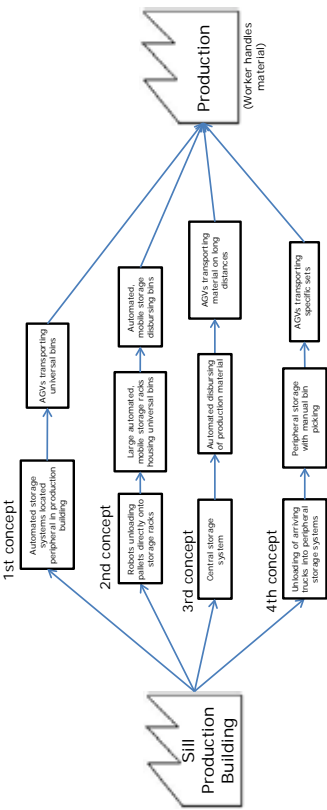 Sill
Production
Building
1st concept
Automated storage
systems located
peripheral in production
building
AGVs transporting
universal bins
2nd concept
Robots unloading
pallets directly onto
storage racks
Large automated,
mobile storage racks
housing universal bins
Automated,
mobile storage
disbursing bins
3rd concept
Central storage
system
Automated disbursing
of production material
AGVs transporting
material on long
distances
4th concept
Unloading of arriving
trucks into peripheral
storage systems
Peripheral storage
with manual bin
picking
AGVs transporting
specific sets
Production
(Worker handles
material)